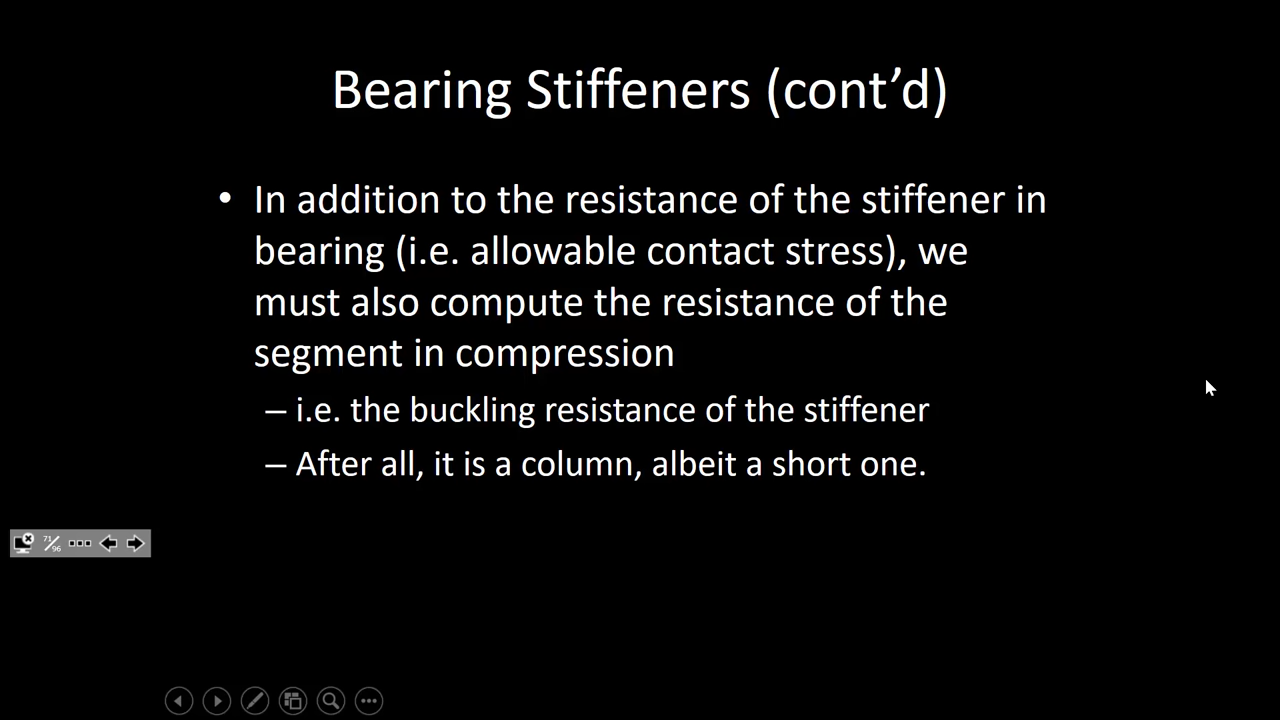 Bearing Stiffeners (cont’d)
• In addition to the resistance of the stiffener in
bearing (i.e. allowable contact stress), we
must also compute the resistance of the
segment in compression
– i.e. the buckling resistance of the stiffener
– After all, it is a column, albeit a short one.
71/96